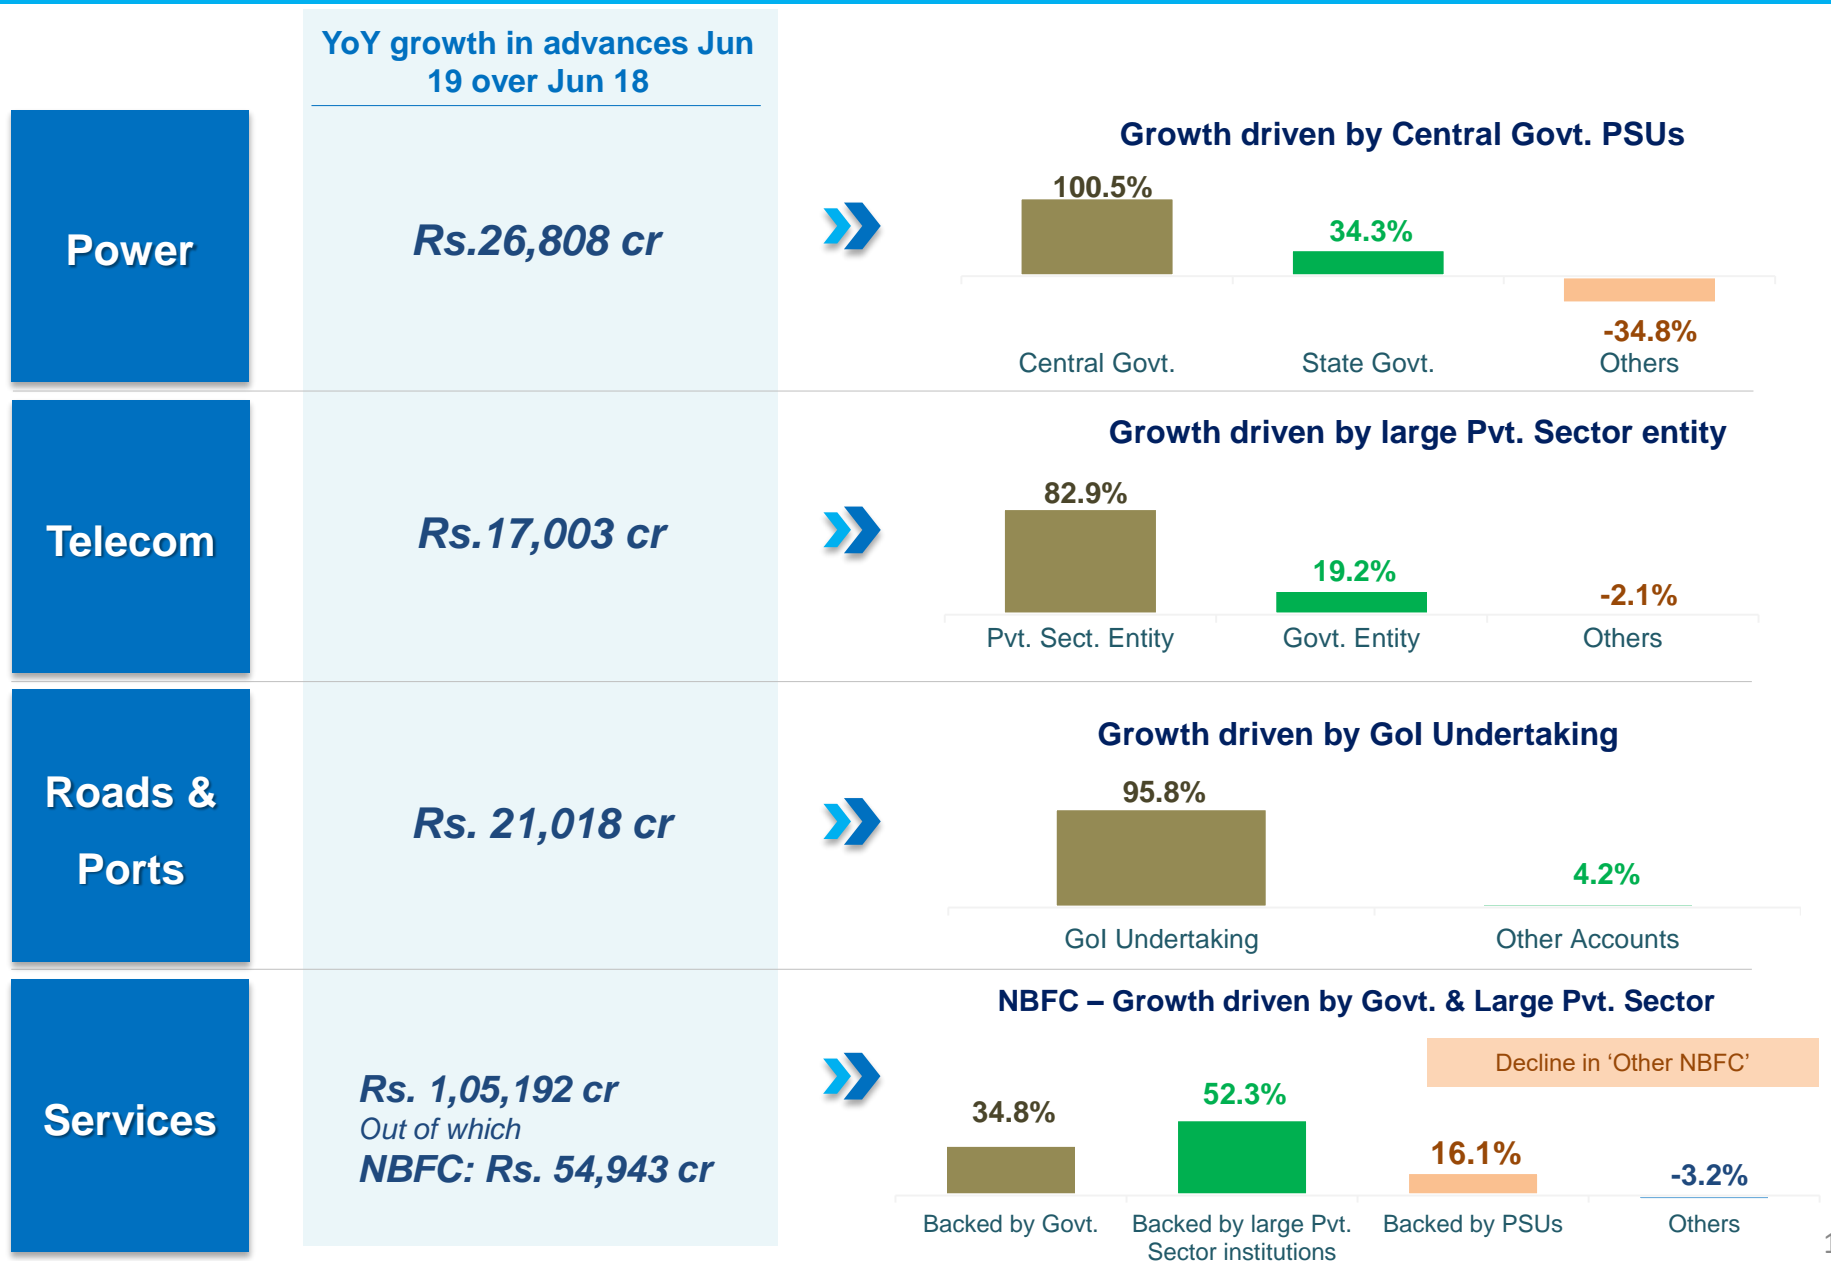 YoY growth in advances Jun
19 over Jun 18
Power
Rs.26,808 cr
Growth driven by Central Govt. PSUs
100.5%
34.3%
-34.8%
Central Govt.
State Govt.
Others
Telecom
Rs.17,003 cr
Growth driven by large Pvt. Sector entity
82.9%
19.2%
-2.1%
Pvt. Sect. Entity
Govt. Entity
Others
Roads &
Ports
Rs. 21,018 cr
Growth driven by GoI Undertaking
95.8%
4.2%
GoI Undertaking
Other Accounts
Services
Rs. 1,05,192 cr
Out of which
NBFC: Rs. 54,943 cr
NBFC – Growth driven by Govt. & Large Pvt. Sector
Decline in ‘Other NBFC’
34.8%
52.3%
16.1%
-3.2%
Backed by Govt.
Backed by large Pvt.
Sector institutions
Backed by PSUs
Others